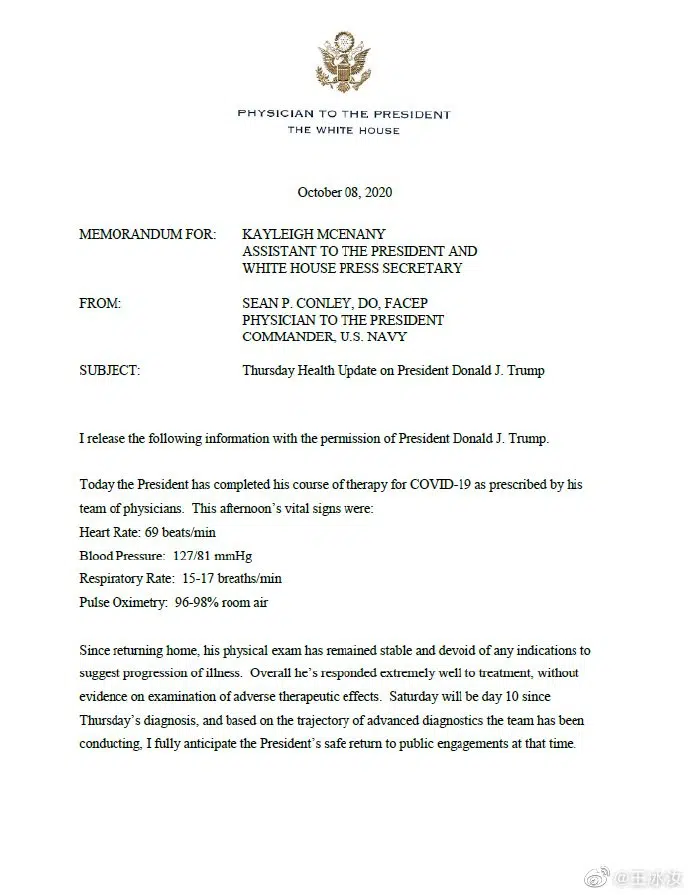 PHYSICIAN TO THE PRESIDENT
THE WHITE HOUSE
October 08, 2020
MEMORANDUM FOR: KAYLEIGH MCENANY
ASSISTANT TO THE PRESIDENT AND
WHITE HOUSE PRESS SECRETARY
FROM: SEAN P. CONLEY, DO, FACEP
PHYSICIAN TO THE PRESIDENT
COMMANDER, U.S. NAVY
SUBJECT: Thursday Health Update on President Donald J. Trump
I release the following information with the permission of President Donald J. Trump.
Today the President has completed his course of therapy for COVID-19 as prescribed by his
team of physicians. This afternoon’s vital signs were:
Heart Rate: 69 beats/min
Blood Pressure: 127/81 mmHg
Respiratory Rate: 15-17 breaths/min
Pulse Oximetry: 96-98% room air
Since returning home, his physical exam has remained stable and devoid of any indications to
suggest progression of illness. Overall he’s responded extremely well to treatment, without
evidence on examination of adverse therapeutic effects. Saturday will be day 10 since
Thursday’s diagnosis, and based on the trajectory of advanced diagnostics the team has been
conducting, I fully anticipate the President’s safe return to public engagements at that time.
@王冰汝